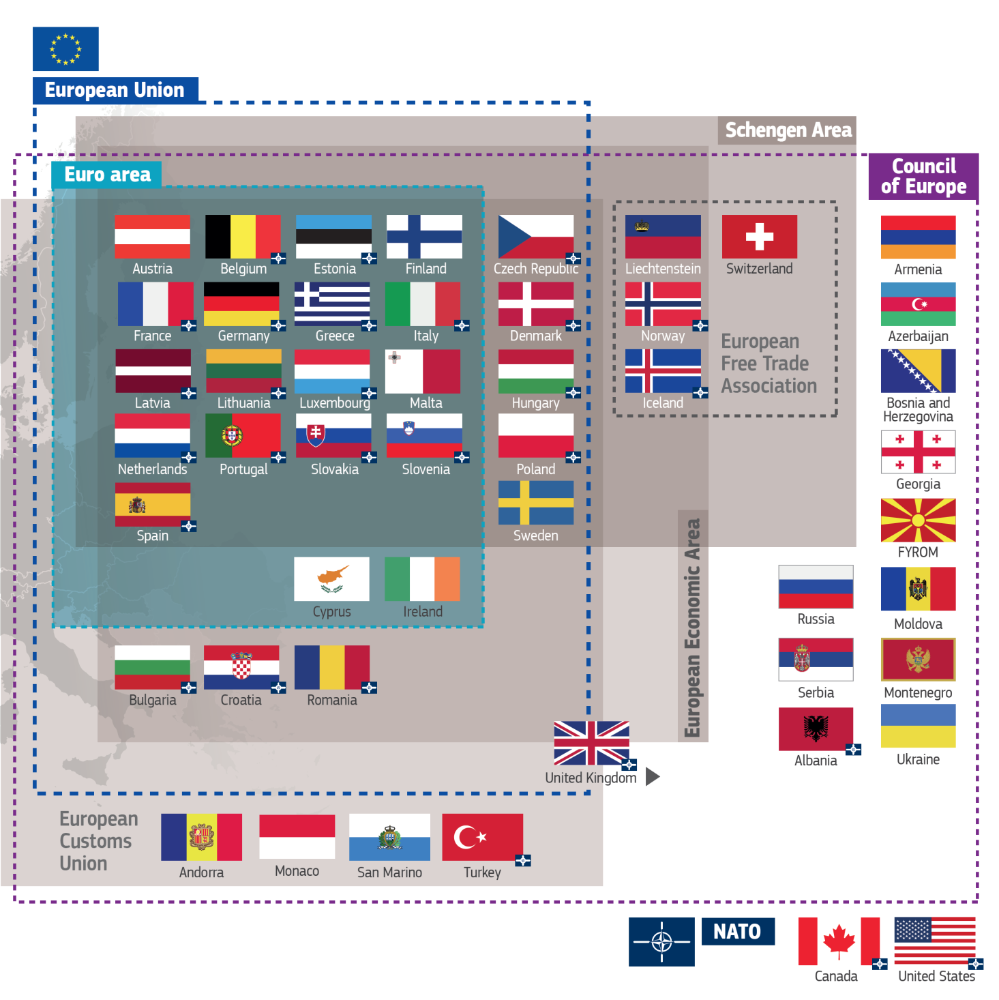 European Union
Schengen Area
Council
of Europe
Euro area
Austria
Belgium
Estonia
Finland
Czech Republic
Liechtenstein
Switzerland
Armenia
France
Germany
Greece
Italy
Denmark
Norway
European
Free Trade
Association
Azerbaijan
Latvia
Lithuania
Luxembourg
Malta
Hungary
Iceland
Bosnia and
Herzegovina
Netherlands
Portugal
Slovakia
Slovenia
Poland
Georgia
Spain
Sweden
European Economic Area
FYROM
Cyprus
Ireland
Russia
Moldova
Bulgaria
Croatia
Romania
Serbia
Montenegro
United Kingdom
Albania
Ukraine
European
Customs
Union
Andorra
Monaco
San Marino
Turkey
NATO
Canada
United States